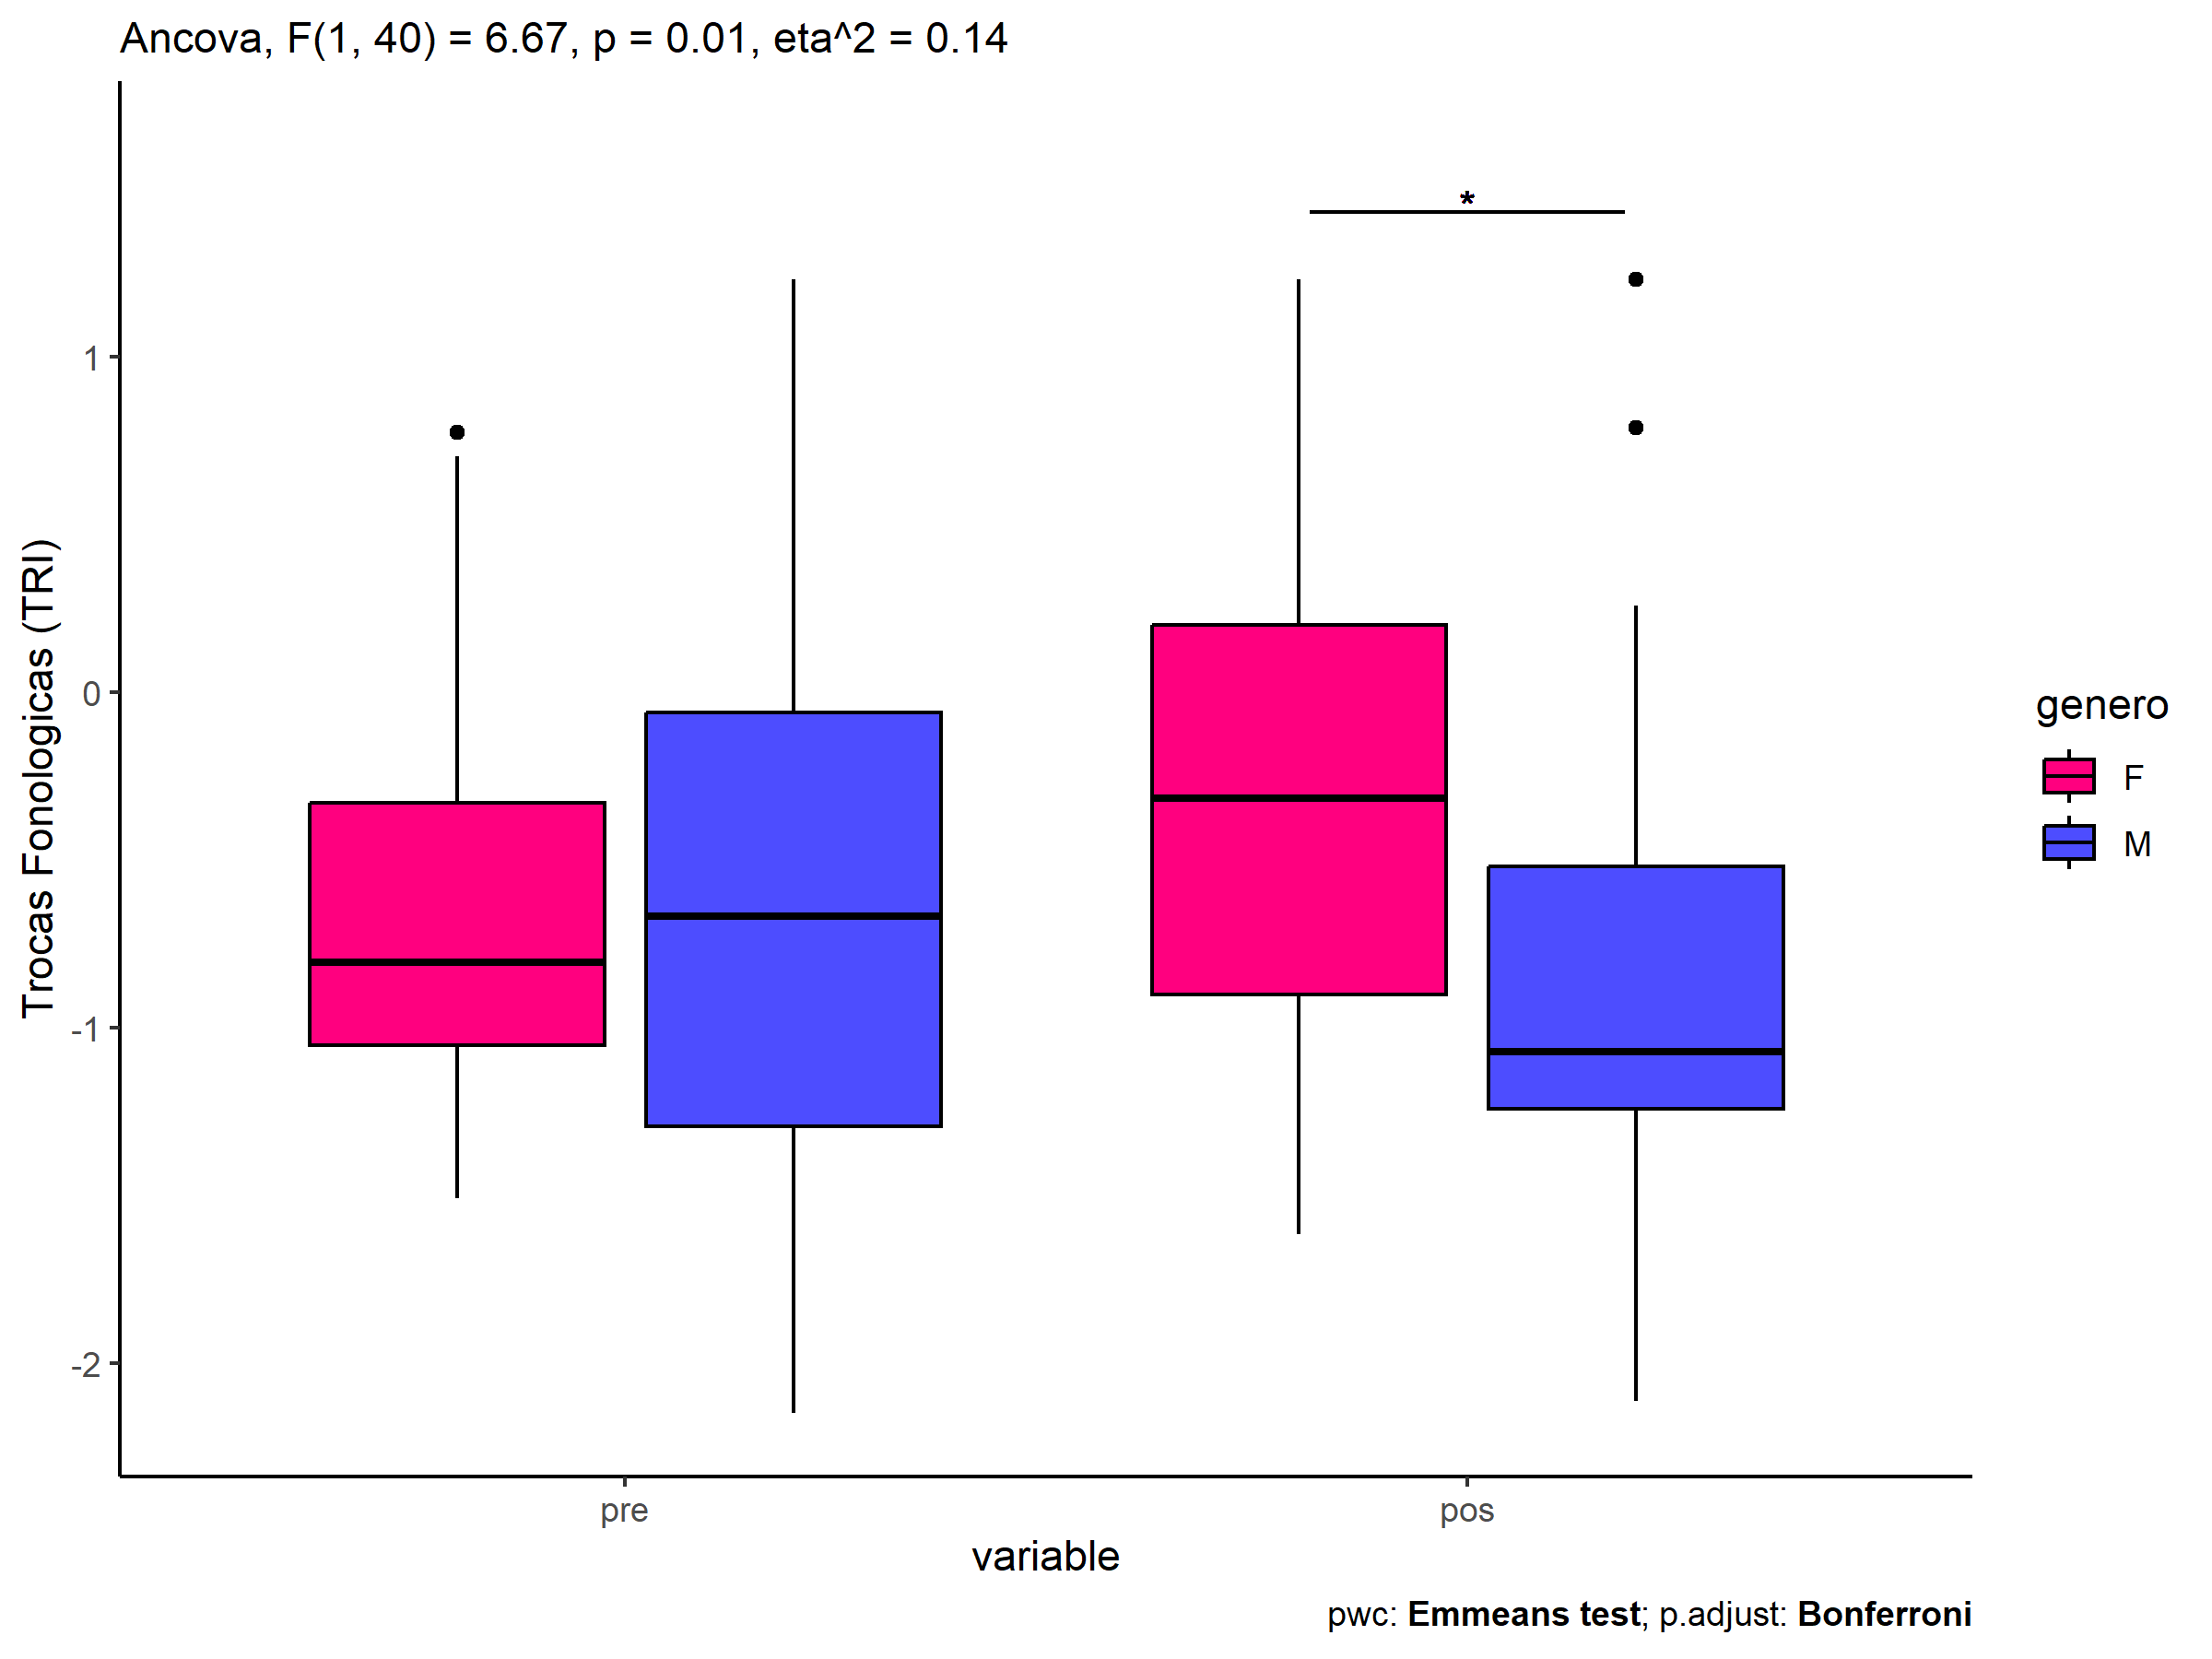 Ancova, F(1, 40) = 6.67, p = 0.01, eta^2 = 0.14
*
1
0
-1
-2
Trocas Fonologicas (TRI)
genero
F
M
pre
pos
variable
pwc: Emmeans test; p.adjust: Bonferroni